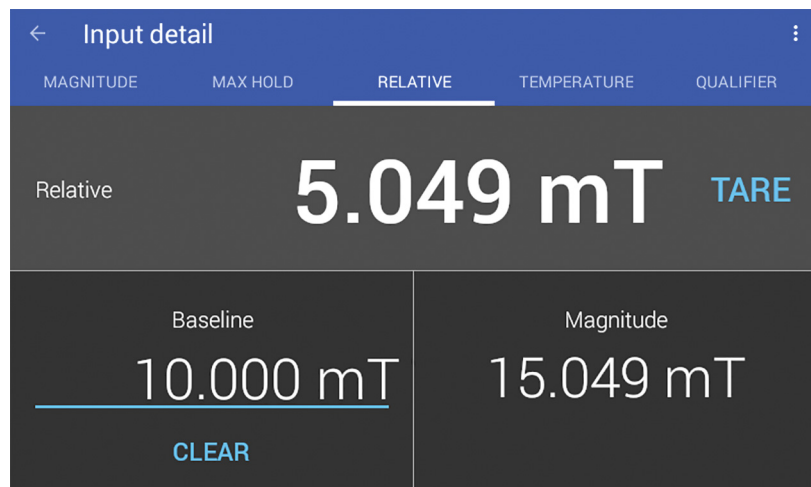 Input detail
MAGNITUDE MAX HOLD RELATIVE TEMPERATURE QUALIFIER
Relative 5.049 mT TARE
Baseline
10.000 mT
CLEAR
Magnitude
15.049 mT